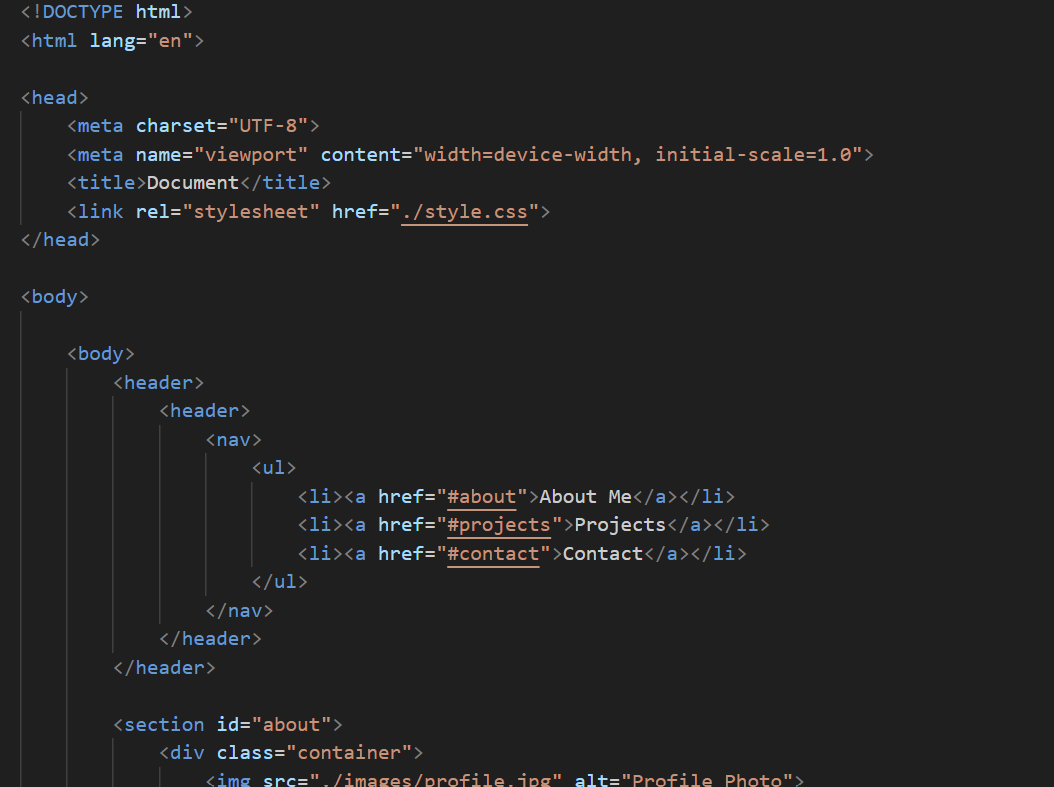 <!DOCTYPE html>
<html lang="en">
<head>
<meta charset="UTF-8">
<meta name="viewport" content="width=device-width, initial-scale=1.0">
<title>Document</title>
<link rel="stylesheet" href="./style.css">
</head>
<body>
<body>
<header>
<header>
<nav>
<ul>
<li><a href="#about">About Me</a></li>
<li><a href="#projects">Projects</a></li>
<li><a href="#contact">Contact</a></li>
</ul>
</nav>
</header>
</header>
<section id="about">
<div class="container">
<img src="./images/profile.jpg" alt="Profile Photo">